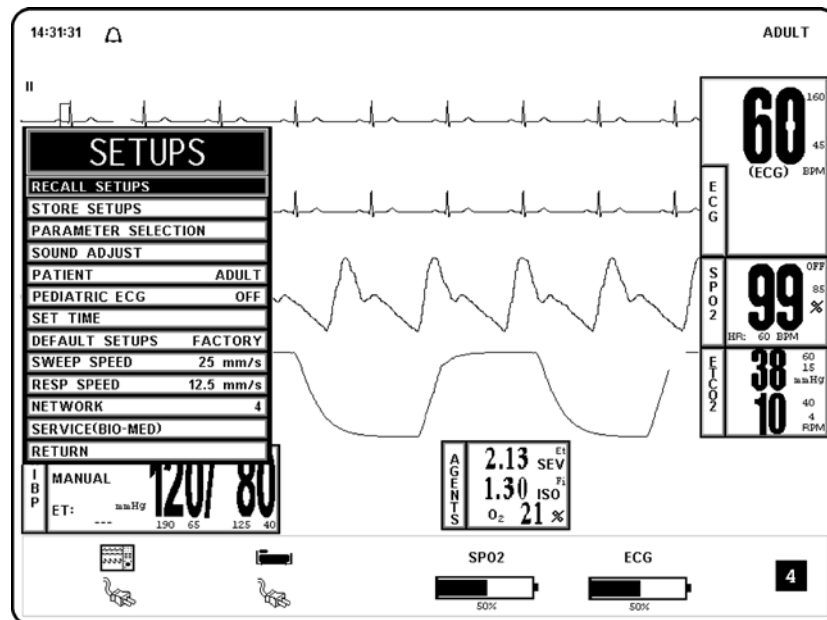 14:31:31
ADULT
II
SETUPS
RECALL SETUPS
STORE SETUPS
PARAMETER SELECTION
SOUND ADJUST
PATIENT ADULT
PEDIATRIC ECG OFF
SET TIME
DEFAULT SETUPS FACTORY
SWEEP SPEED 25 mm/s
RESP SPEED 12.5 mm/s
NETWORK 4
SERVICE(BIO-MED)
RETURN
ECG
60
160
45
(ECG) BPM
SPO2
99
OFF
85
%
HR: 60 BPM
ETCO2
38
60
15
mmHg
10
40
4
RPM
IBP
MANUAL
ET: ---
mmHg
120/ 80
190 65 125 40
AGENTS
2.13 SEV Et
1.30 ISO Fi
O₂ 21 %
SPO2
50%
ECG
50%
4